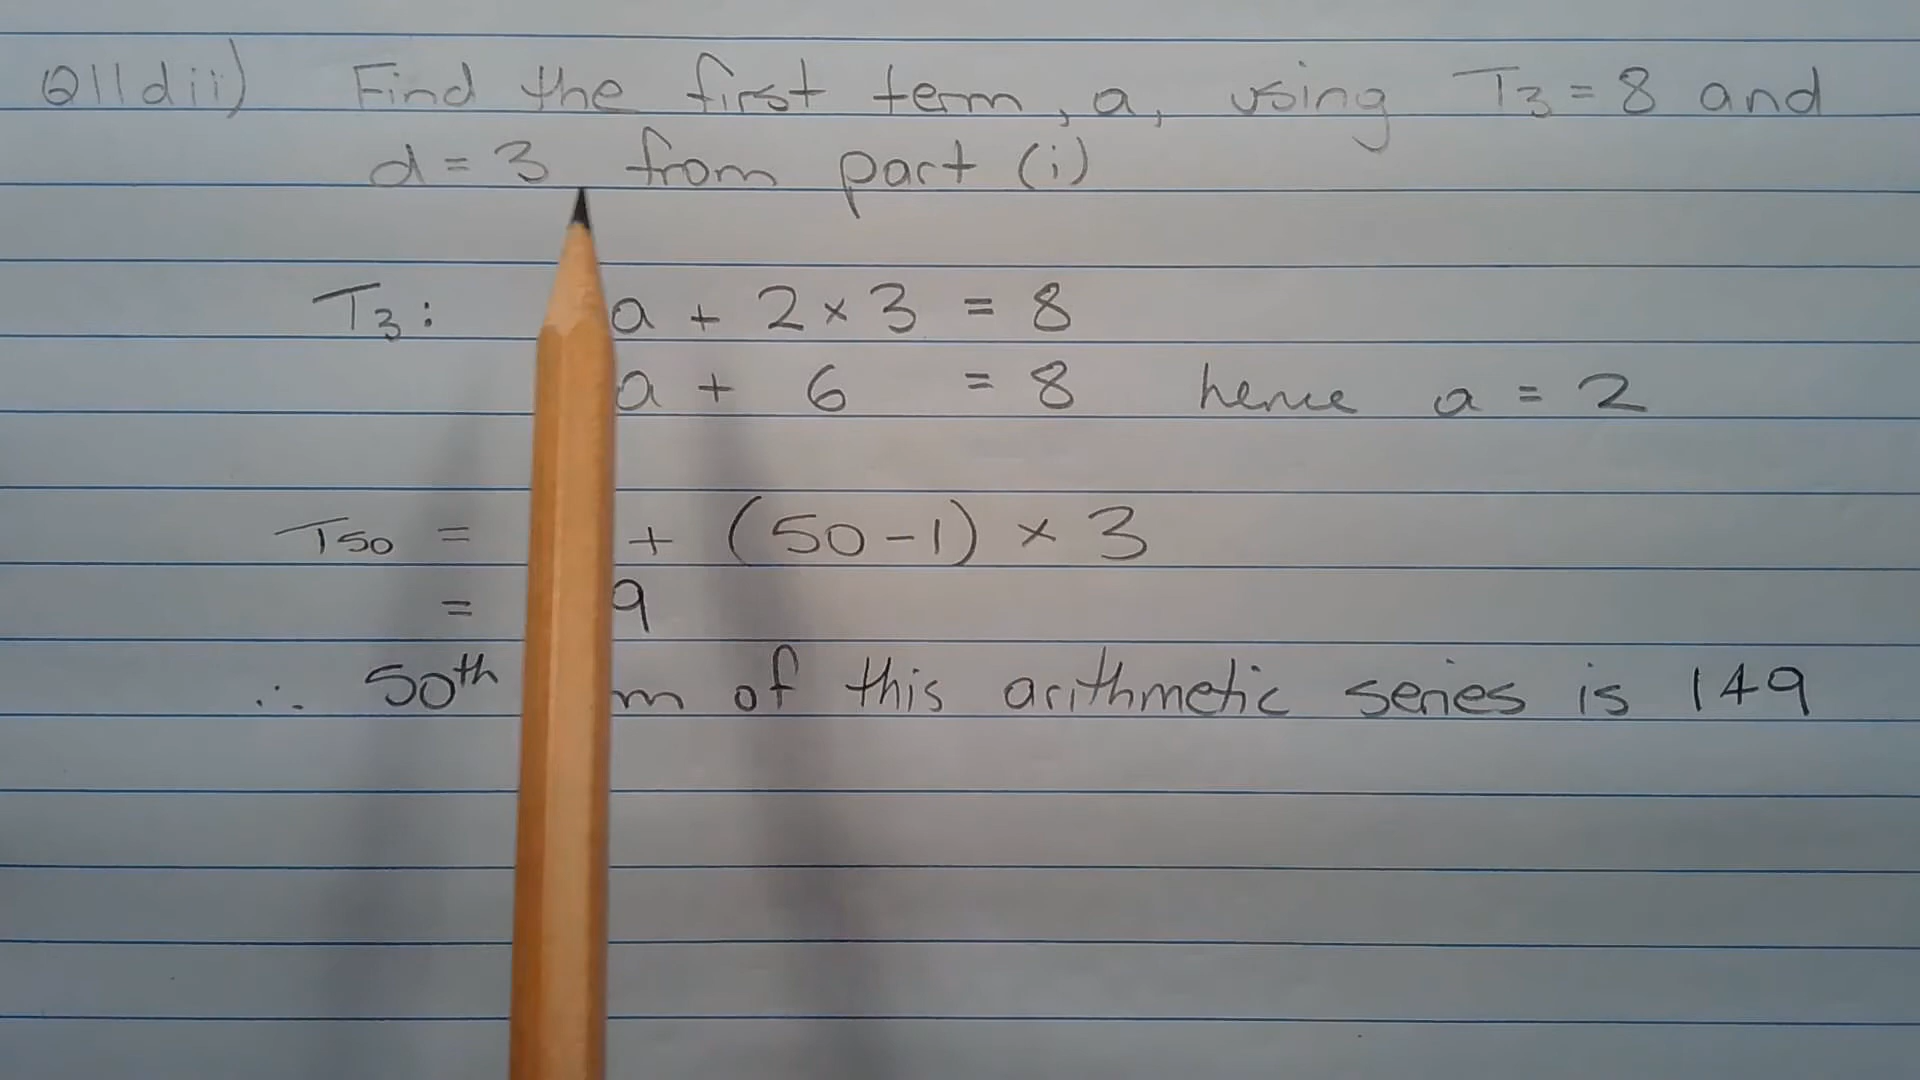 Q11dii) Find the first term, a, using T3 = 8 and
d = 3 from part (i)
T3: a + 2 × 3 = 8
a + 6 = 8 hence a = 2
T50 = + (50-1) × 3
= 9
∴ 50th of this arithmetic series is 149